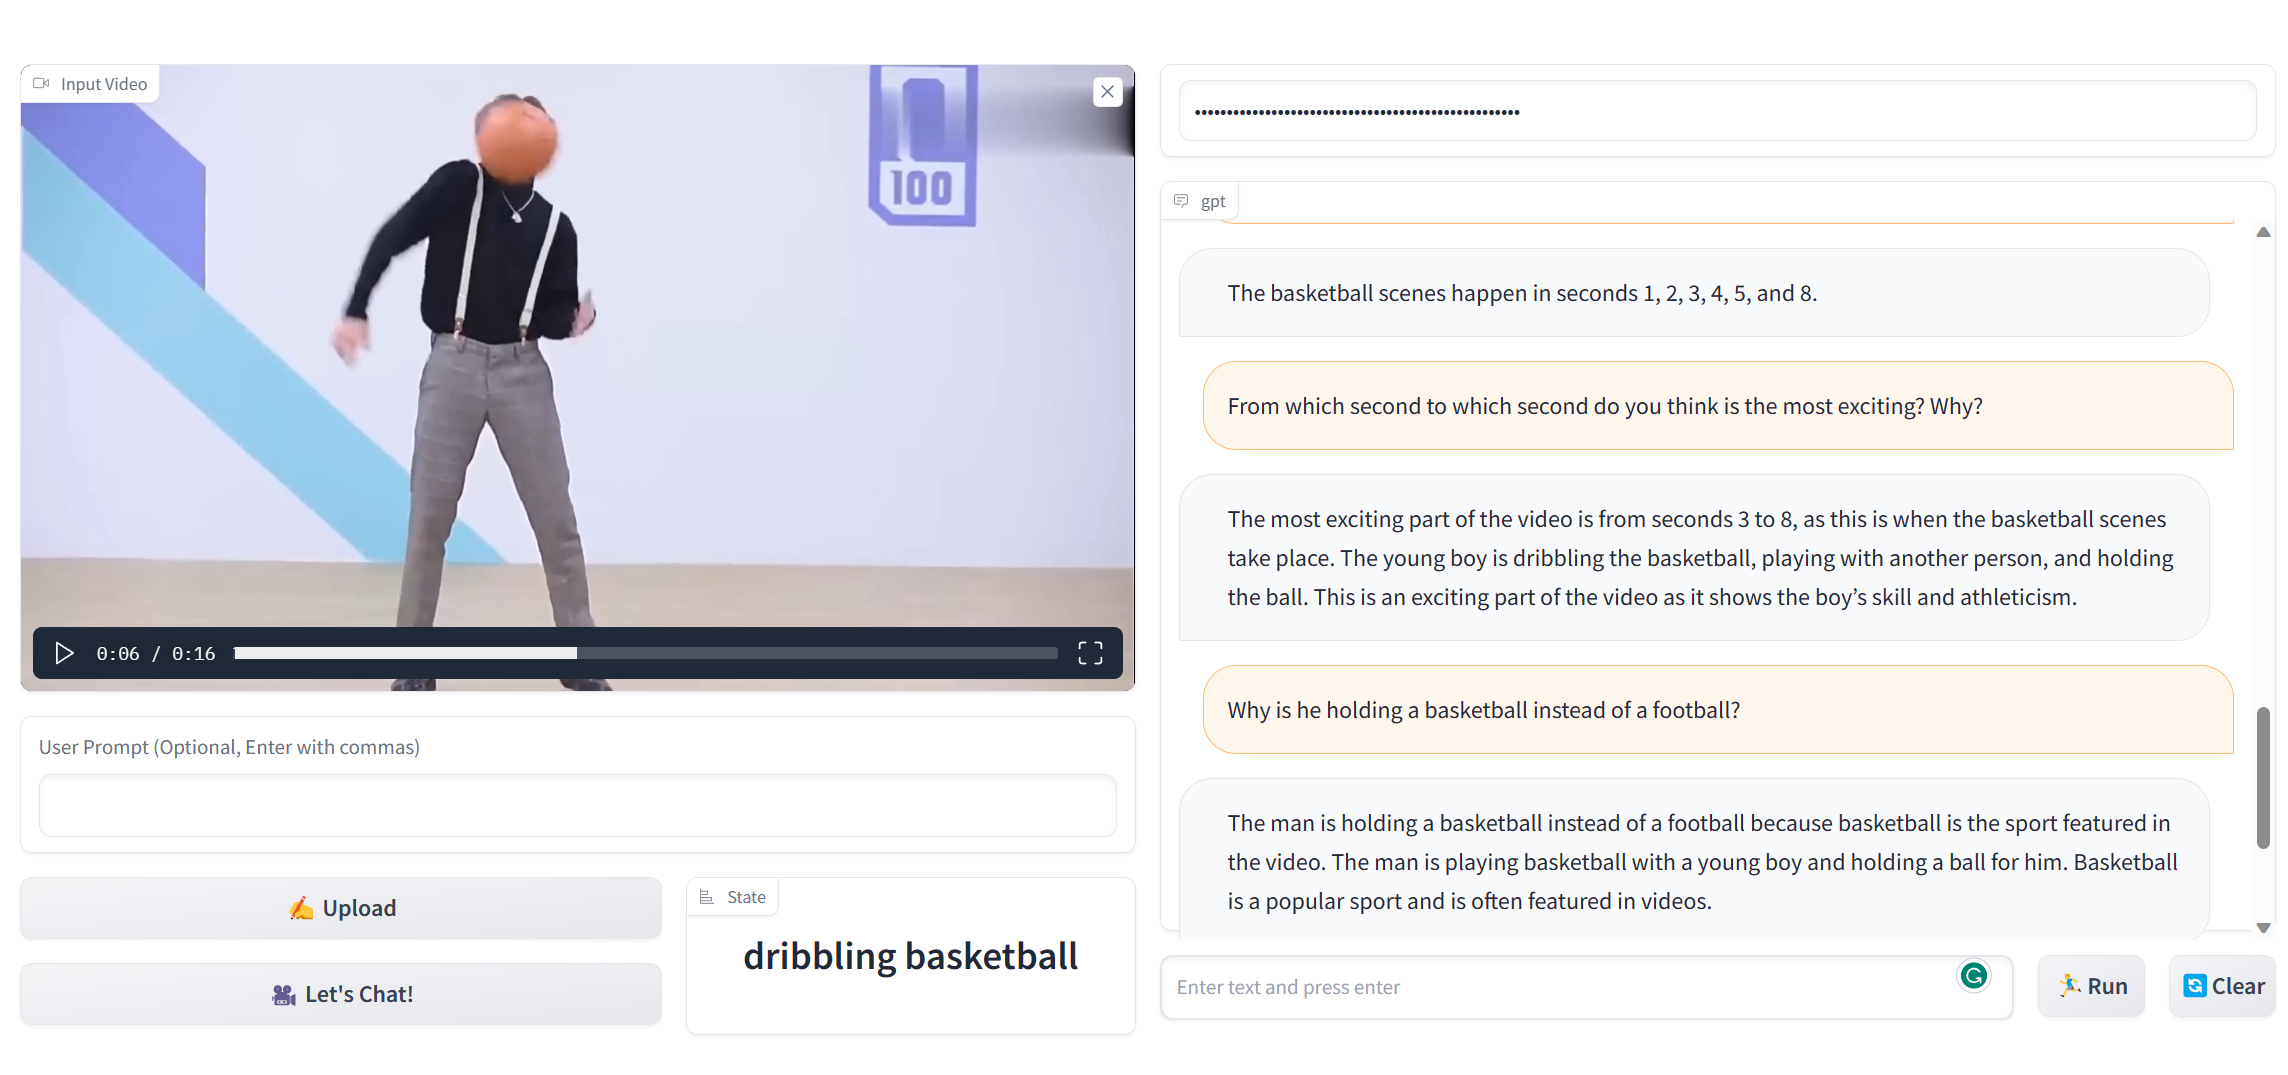 Input Video
100
0:06 / 0:16
User Prompt (Optional, Enter with commas)
✍️ Upload
🎥 Let's Chat!
State
dribbling basketball
••••••••••••••••••••••••••••••••••••••••••••••••••••
gpt
The basketball scenes happen in seconds 1, 2, 3, 4, 5, and 8.
From which second to which second do you think is the most exciting? Why?
The most exciting part of the video is from seconds 3 to 8, as this is when the basketball scenes
take place. The young boy is dribbling the basketball, playing with another person, and holding
the ball. This is an exciting part of the video as it shows the boy’s skill and athleticism.
Why is he holding a basketball instead of a football?
The man is holding a basketball instead of a football because basketball is the sport featured in
the video. The man is playing basketball with a young boy and holding a ball for him. Basketball
is a popular sport and is often featured in videos.
Enter text and press enter
🏃 Run
🔄 Clear